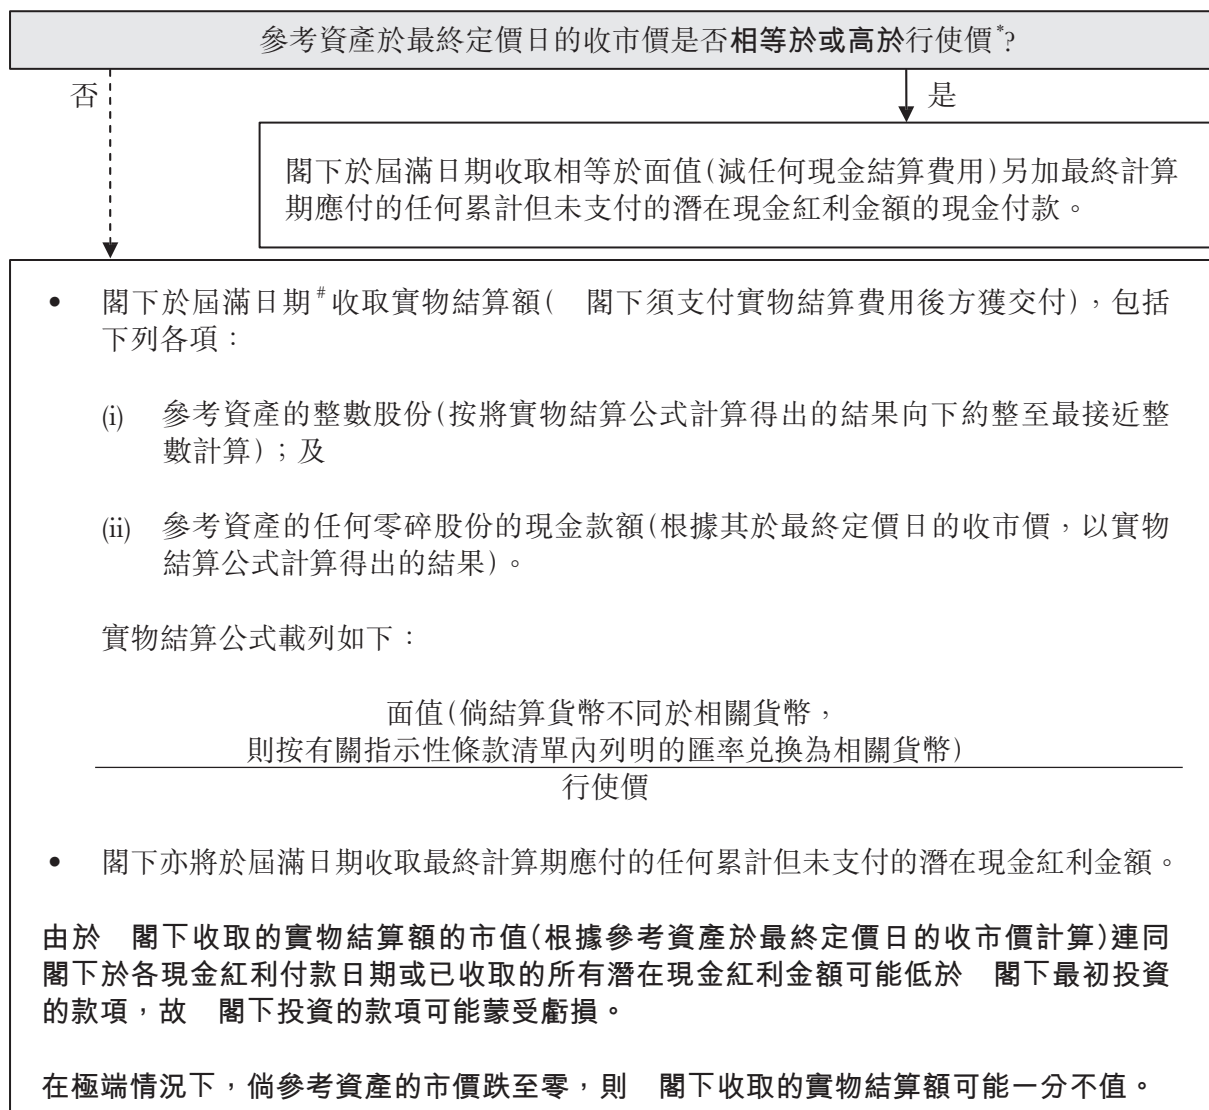 參考資產於最終定價日的收市價是否相等於或高於行使價*?
否
是
閣下於屆滿日期收取相等於面值(減任何現金結算費用)另加最終計算
期應付的任何累計但未支付的潛在現金紅利金額的現金付款。
• 閣下於屆滿日期#收取實物結算額( 閣下須支付實物結算費用後方獲交付),包括
下列各項:
(i) 參考資產的整數股份(按將實物結算公式計算得出的結果向下約整至最接近整
數計算);及
(ii) 參考資產的任何零碎股份的現金款額(根據其於最終定價日的收市價,以實物
結算公式計算得出的結果)。
實物結算公式載列如下:
面值(倘結算貨幣不同於相關貨幣,
則按有關指示性條款清單內列明的匯率兌換為相關貨幣)
行使價
• 閣下亦將於屆滿日期收取最終計算期應付的任何累計但未支付的潛在現金紅利金額。
由於 閣下收取的實物結算額的市值(根據參考資產於最終定價日的收市價計算)連同
閣下於各現金紅利付款日期或已收取的所有潛在現金紅利金額可能低於 閣下最初投資
的款項,故 閣下投資的款項可能蒙受虧損。
在極端情況下,倘參考資產的市價跌至零,則 閣下收取的實物結算額可能一分不值。